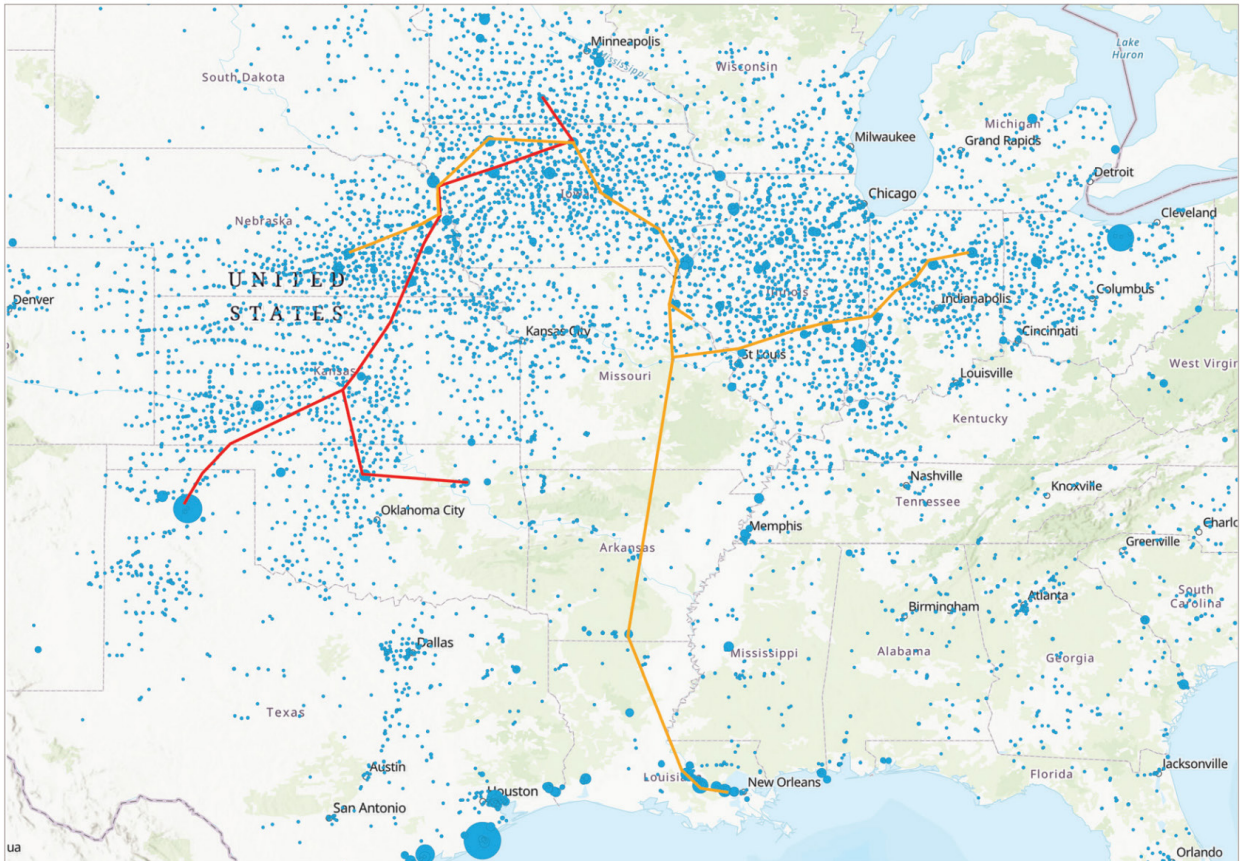 Minneapolis
Mississippi
Lake
Huron
Wisconsin
South Dakota
Michigan
Grand Rapids
Milwaukee
Detroit
Chicago
Iowa
Cleveland
Nebraska
UNITED
STATES
Denver
Illinois
Indianapolis
Columbus
Kansas City
Cincinnati
St Louis
Missouri
Kansas
Louisville
West Virgin
Kentucky
Nashville
Tennessee
Knoxville
Oklahoma City
Memphis
Charlo
Greenville
Arkansas
South
Carolina
Atlanta
Birmingham
Dallas
Mississippi
Alabama
Georgia
Texas
Austin
Louisi
New Orleans
Jacksonville
Florida
Houston
San Antonio
ua
Orlando